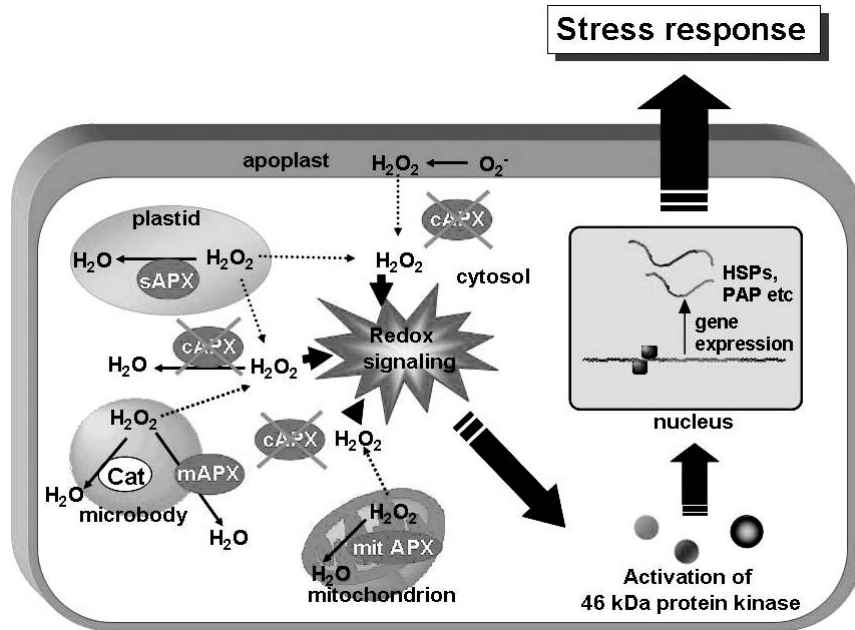 Stress response
apoplast H₂O₂ O₂⁻
cAPX
plastid
H₂O H₂O₂
sAPX
H₂O₂
cytosol
cAPX
H₂O H₂O₂
Redox
signaling
H₂O₂
Cat mAPX
H₂O
microbody
H₂O
cAPX H₂O₂
H₂O₂
mit APX
H₂O
mitochondrion
HSPs,
PAP etc
gene
expression
nucleus
Activation of
46 kDa protein kinase